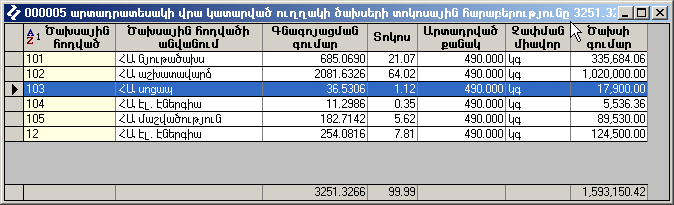 000005 արտադրատեսակի վրա կատարված ուղղակի ծախսերի տոկոսային հարաբերությունը 3251.32
Ծախսային հոդված Ծախսային հոդվածի անվանում Գնագոյացման գումար Տոկոս Արտադրված քանակ Չափման միավոր Ծախսի գումար
101 ՀԱ Նյութածախս 685.0690 21.07 490.000 կգ 335,684.06
102 ՀԱ աշխատավարձ 2081.6326 64.02 490.000 կգ 1,020,000.00
103 ՀԱ սոցապ 36.5306 1.12 490.000 կգ 17,900.00
104 ՀԱ Էլ. Էներգիա 11.2986 0.35 490.000 կգ 5,536.36
105 ՀԱ մաշվածություն 182.7142 5.62 490.000 կգ 89,530.00
12 ՀԱ Էլ. Էներգիա 254.0816 7.81 490.000 կգ 124,500.00
3251.3266 99.99 1,593,150.42